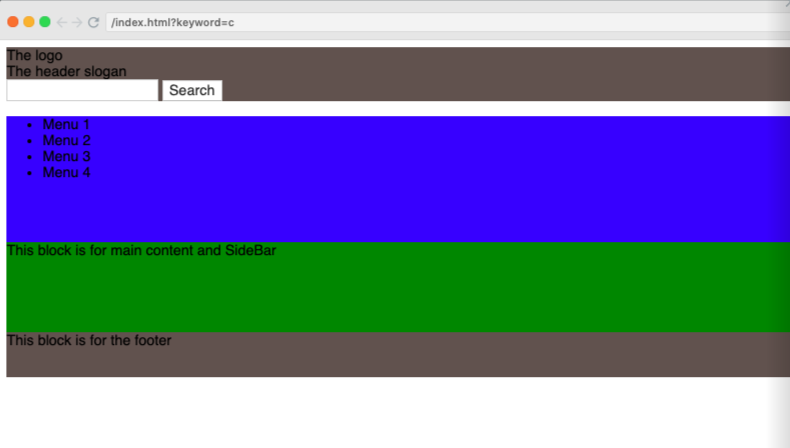 /index.html?keyword=c
The logo
The header slogan
Search
Menu 1
Menu 2
Menu 3
Menu 4
This block is for main content and SideBar
This block is for the footer